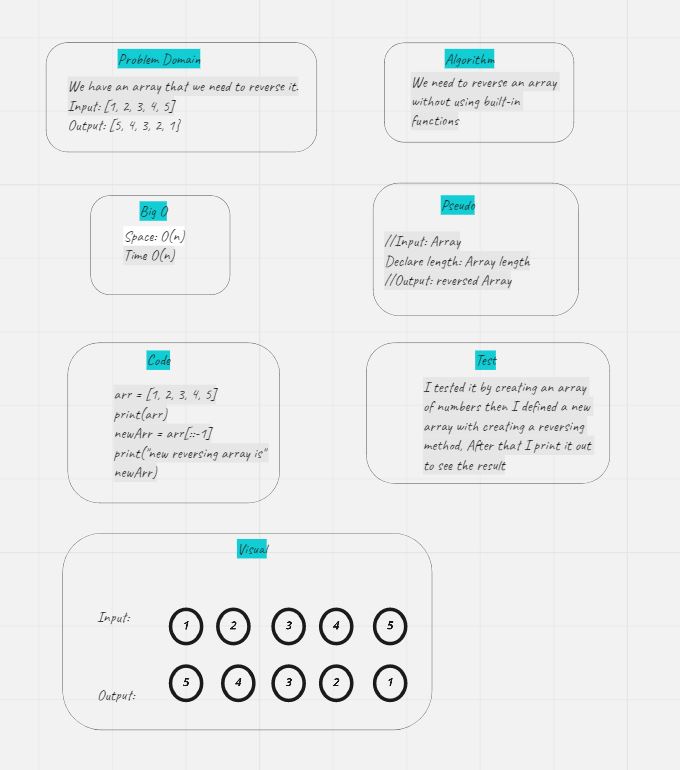 Problem Domain
We have an array that we need to reverse it.
Input: [1, 2, 3, 4, 5]
Output: [5, 4, 3, 2, 1}
Algorithm
We need to reverse an array
without using built-in
functions
Big O
Space: O(n)
Time O(n)
Pseudo
//Input: Array
Declare length: Array length
//Output: reversed Array
Code
arr = [1, 2, 3, 4, 5]
print(arr)
newArr = arr[::-1]
print("new reversing array is"
newArr)
Test
I tested it by creating an array
of numbers then I defined a new
array with creating a reversing
method, After that I print it out
to see the result
Visual
Input: 1 2 3 4 5
Output: 5 4 3 2 1